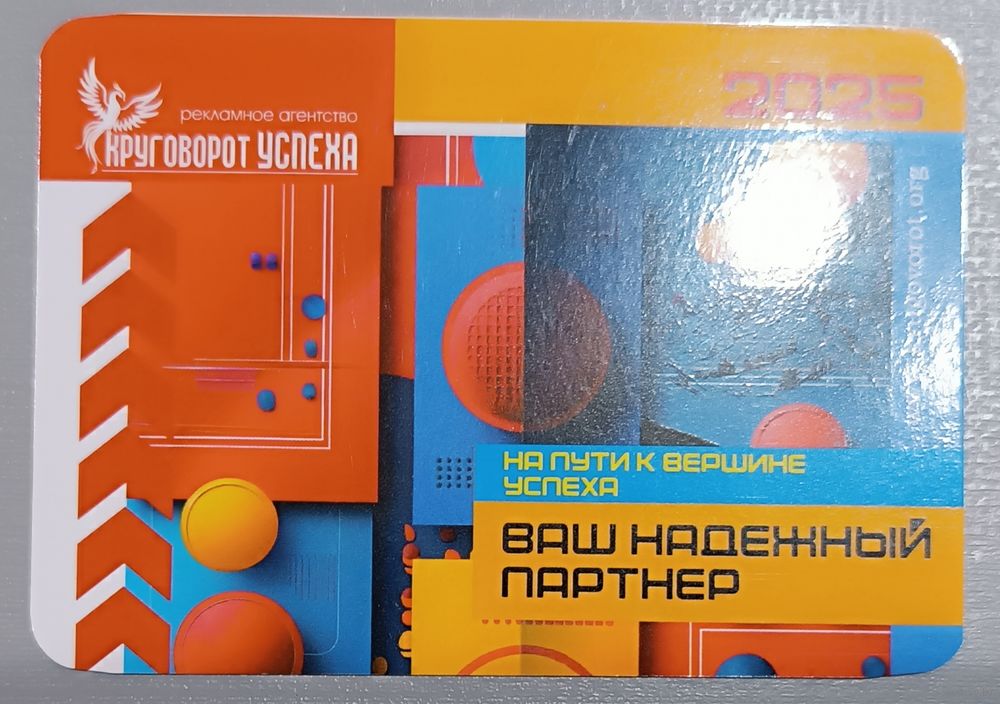 рекламное агентство
КРУГОВОРОТ УСПЕХА
2025
НА ПУТИ К ВЕРШИНЕ
УСПЕХА
ВАШ НАДЕЖНЫЙ
ПАРТНЕР